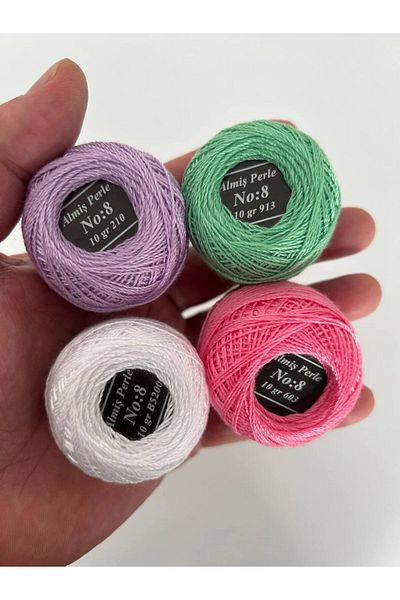 Almiş Perle
No:8
10 gr 210
Almiş Perle
No:8
10 gr 913
Almiş Perle
No:8
10 gr B5200
Almiş Perle
No:8
10 gr 603